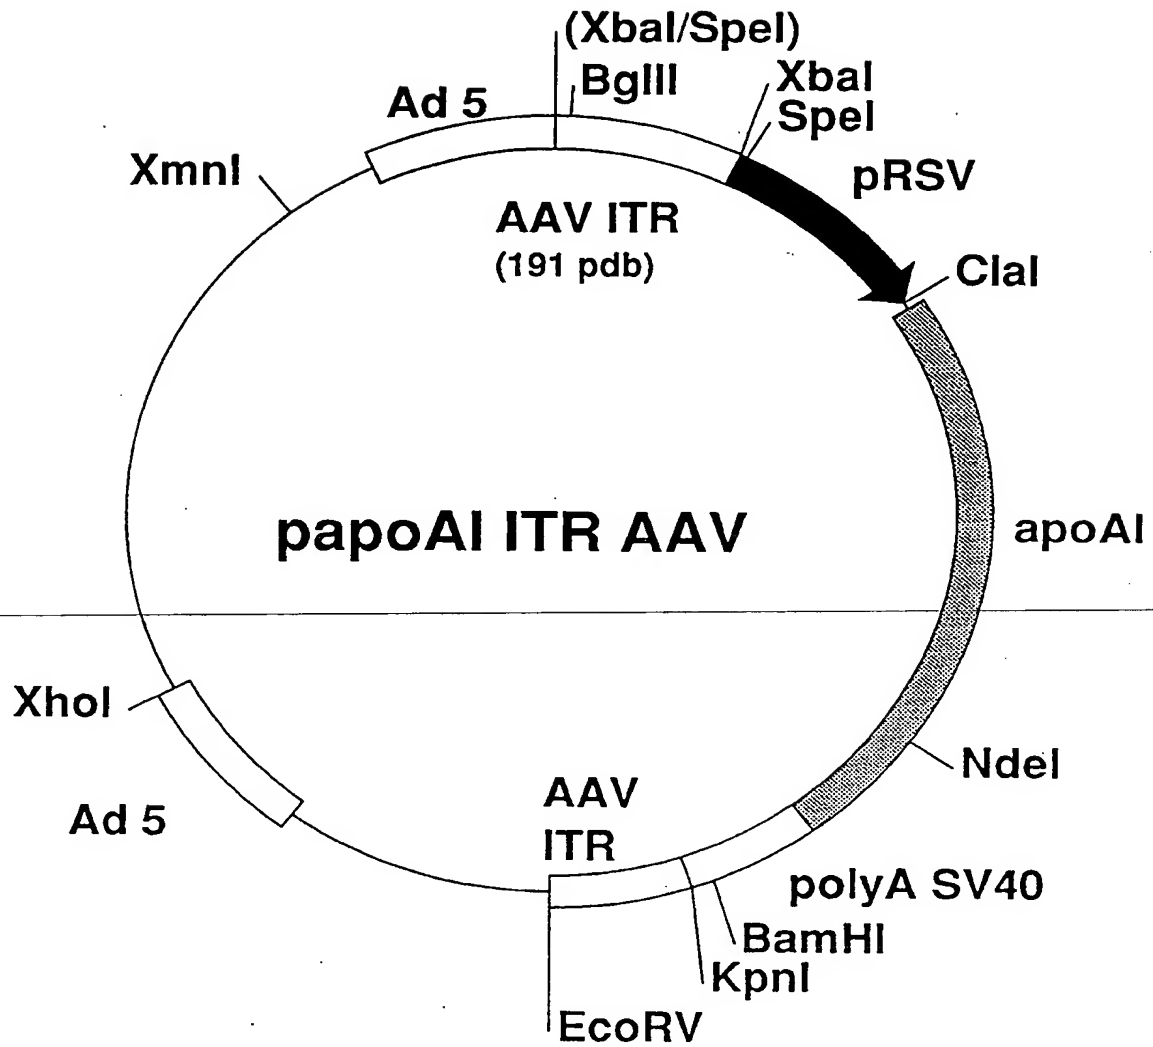 (XbaI/SpeI)
BglII
XbaI
SpeI
Ad 5
pRSV
XmnI
AAV ITR
(191 pdb)
ClaI
papoAI ITR AAV
apoAI
XhoI
NdeI
Ad 5
AAV
ITR
polyA SV40
BamHI
KpnI
EcoRV